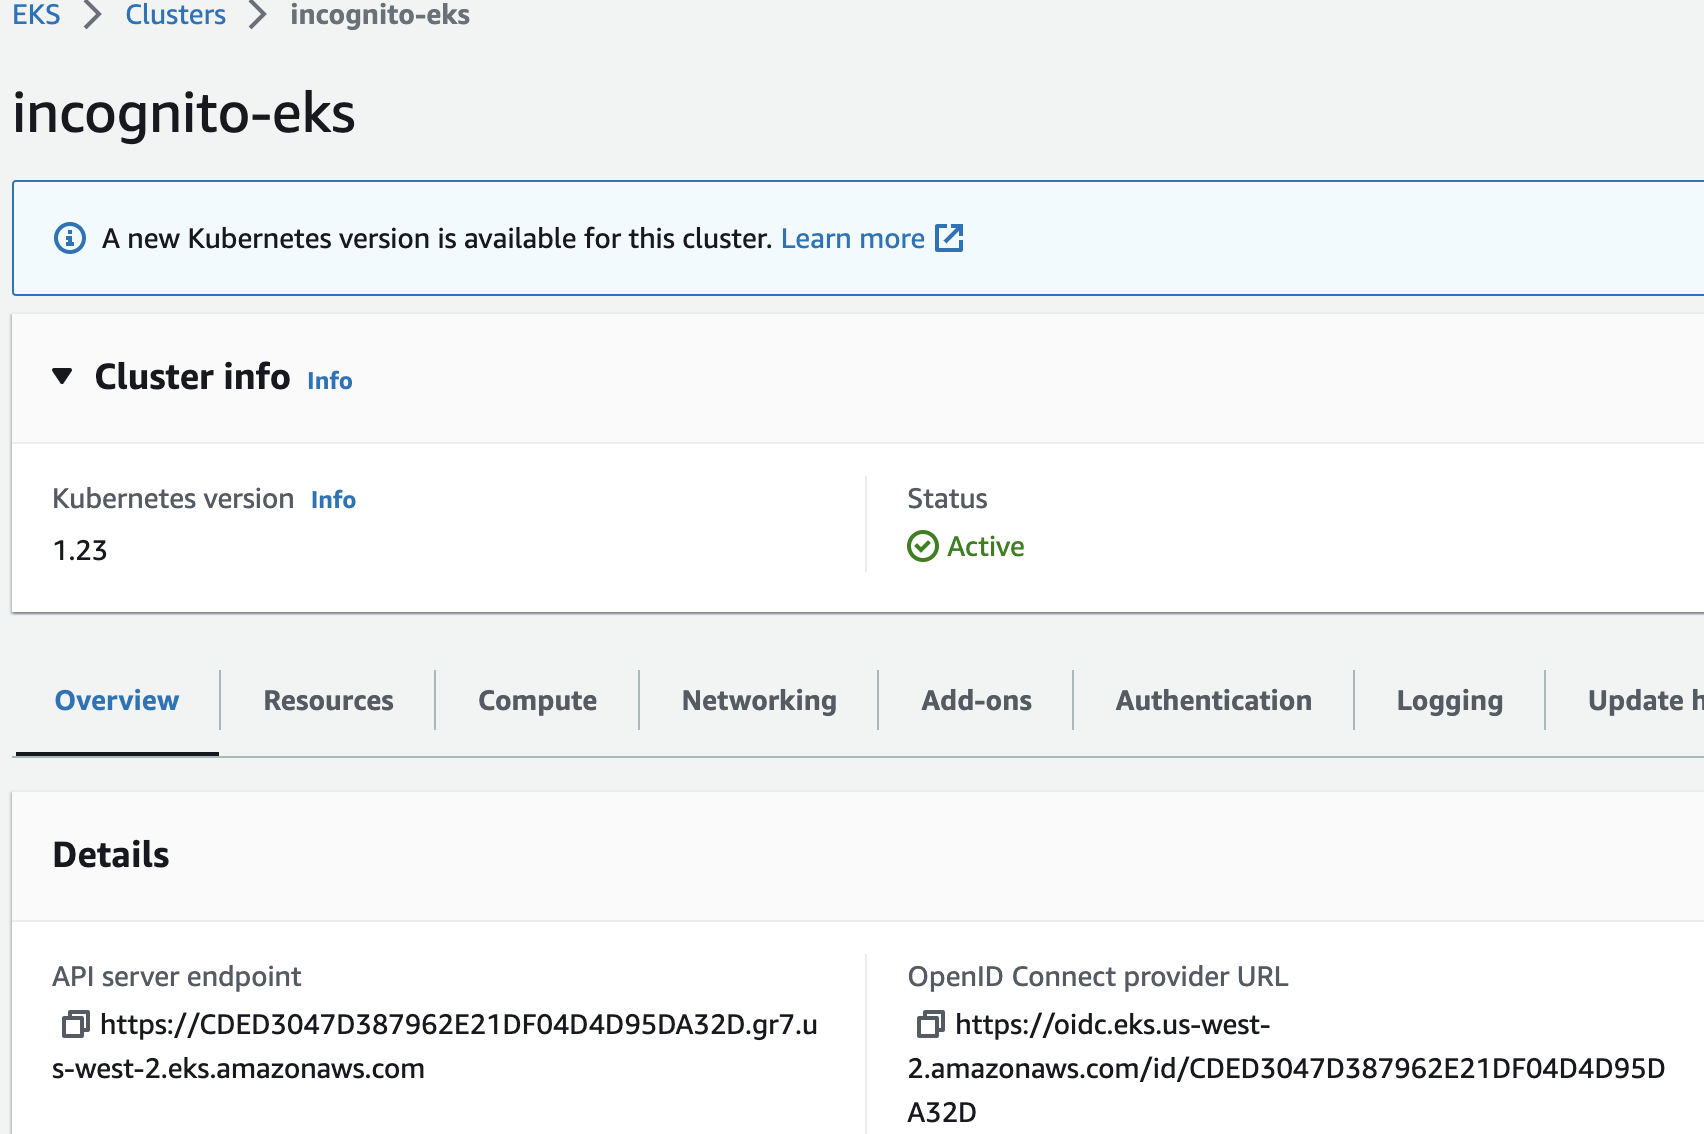 EKS Clusters incognito-eks
incognito-eks
A new Kubernetes version is available for this cluster. Learn more
Cluster info Info
Kubernetes version Info
1.23
Status
Active
Overview Resources Compute Networking Add-ons Authentication Logging Update h
Details
API server endpoint
https://CDED3047D387962E21DF04D4D95DA32D.gr7.u
s-west-2.eks.amazonaws.com
OpenID Connect provider URL
https://oidc.eks.us-west-
2.amazonaws.com/id/CDED3047D387962E21DF04D4D95D
A32D